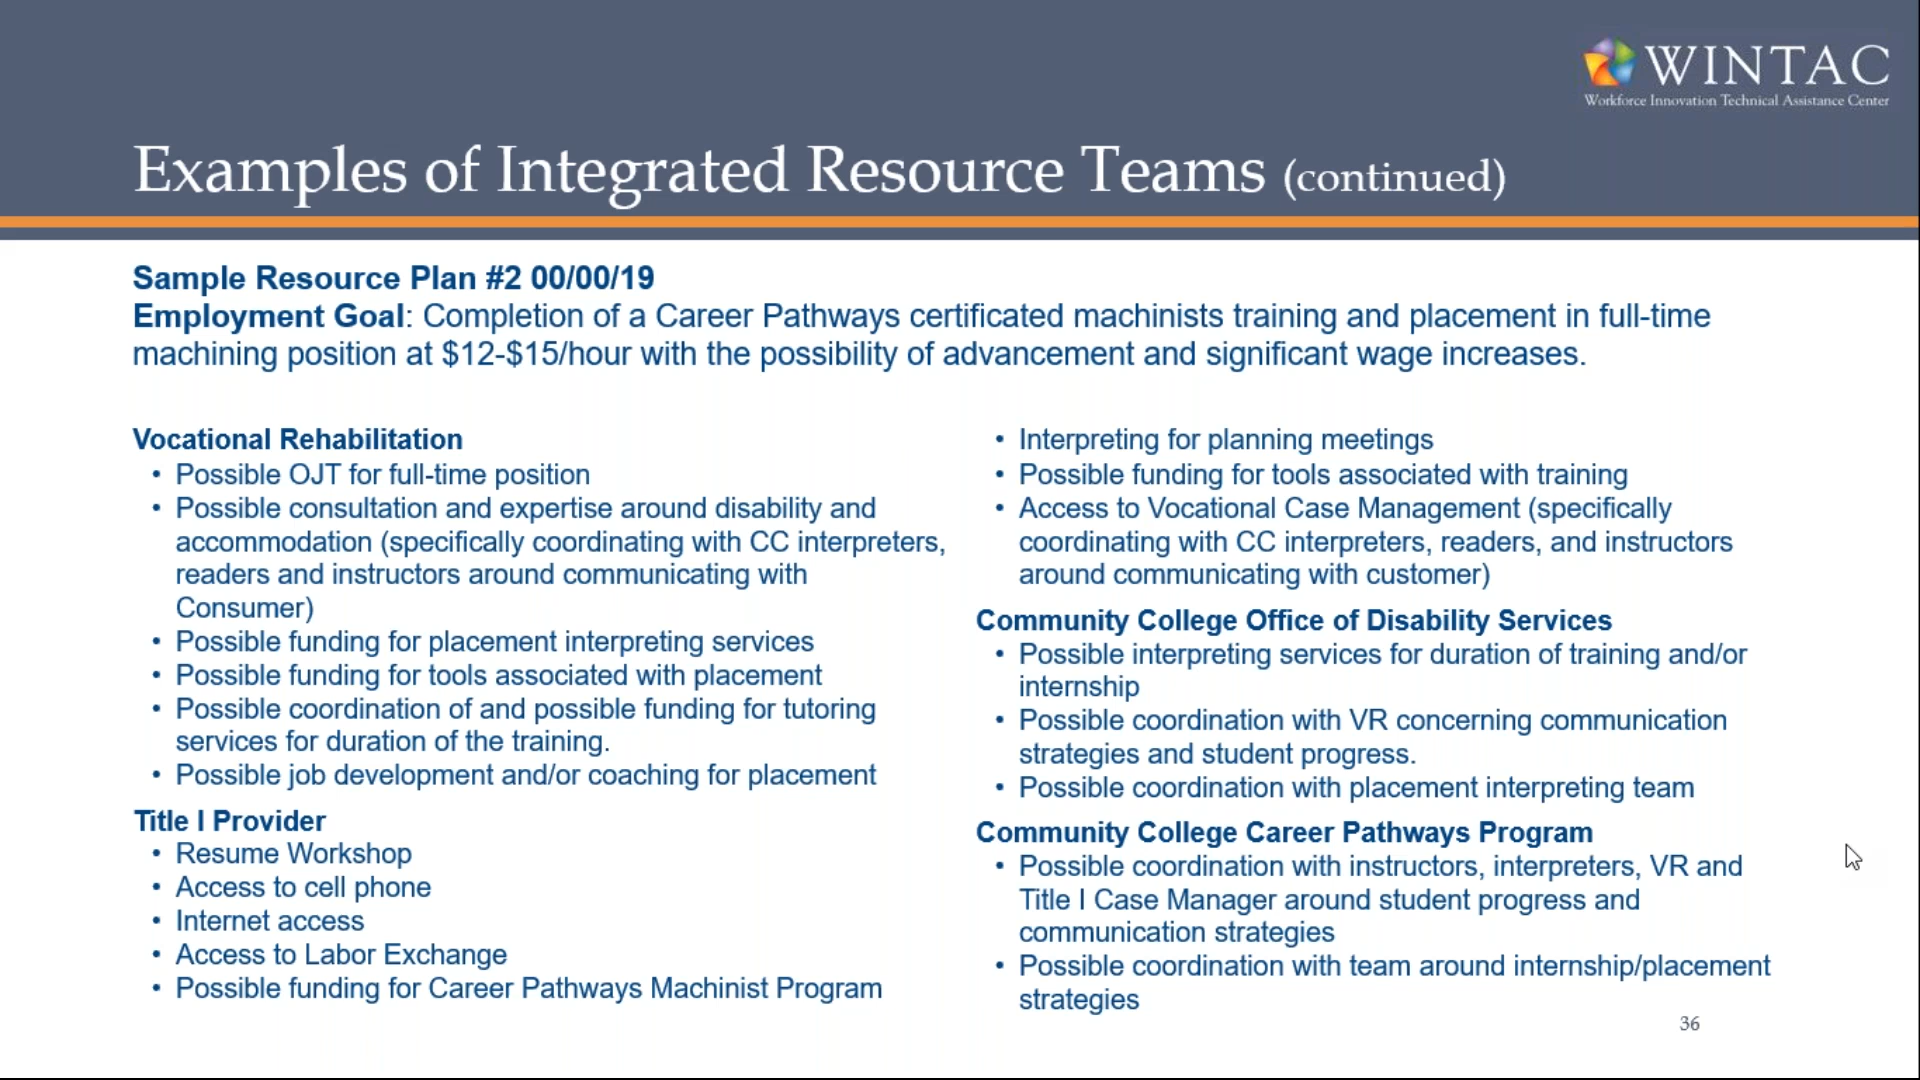 WINTAC
Workforce Innovation Technical Assistance Center
Examples of Integrated Resource Teams (continued)
Sample Resource Plan #2 00/00/19
Employment Goal: Completion of a Career Pathways certificated machinists training and placement in full-time
machining position at $12-$15/hour with the possibility of advancement and significant wage increases.
Vocational Rehabilitation
• Possible OJT for full-time position
• Possible consultation and expertise around disability and
accommodation (specifically coordinating with CC interpreters,
readers and instructors around communicating with
Consumer)
• Possible funding for placement interpreting services
• Possible funding for tools associated with placement
• Possible coordination of and possible funding for tutoring
services for duration of the training.
• Possible job development and/or coaching for placement
Title I Provider
• Resume Workshop
• Access to cell phone
• Internet access
• Access to Labor Exchange
• Possible funding for Career Pathways Machinist Program
• Interpreting for planning meetings
• Possible funding for tools associated with training
• Access to Vocational Case Management (specifically
coordinating with CC interpreters, readers, and instructors
around communicating with customer)
Community College Office of Disability Services
• Possible interpreting services for duration of training and/or
internship
• Possible coordination with VR concerning communication
strategies and student progress.
• Possible coordination with placement interpreting team
Community College Career Pathways Program
• Possible coordination with instructors, interpreters, VR and
Title I Case Manager around student progress and
communication strategies
• Possible coordination with team around internship/placement
strategies
36